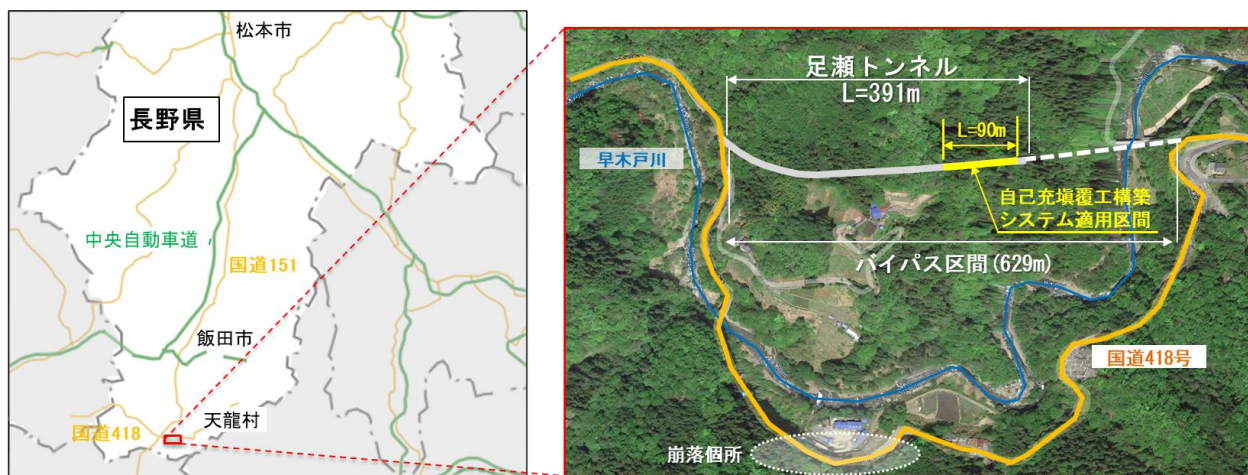 松本市
長野県
中央自動車道
国道151
飯田市
天龍村
国道418
足瀬トンネル
L=391m
L=90m
早木戸川
自己充塡覆工構築
システム適用区間
バイパス区間(629m)
国道418号
崩落個所